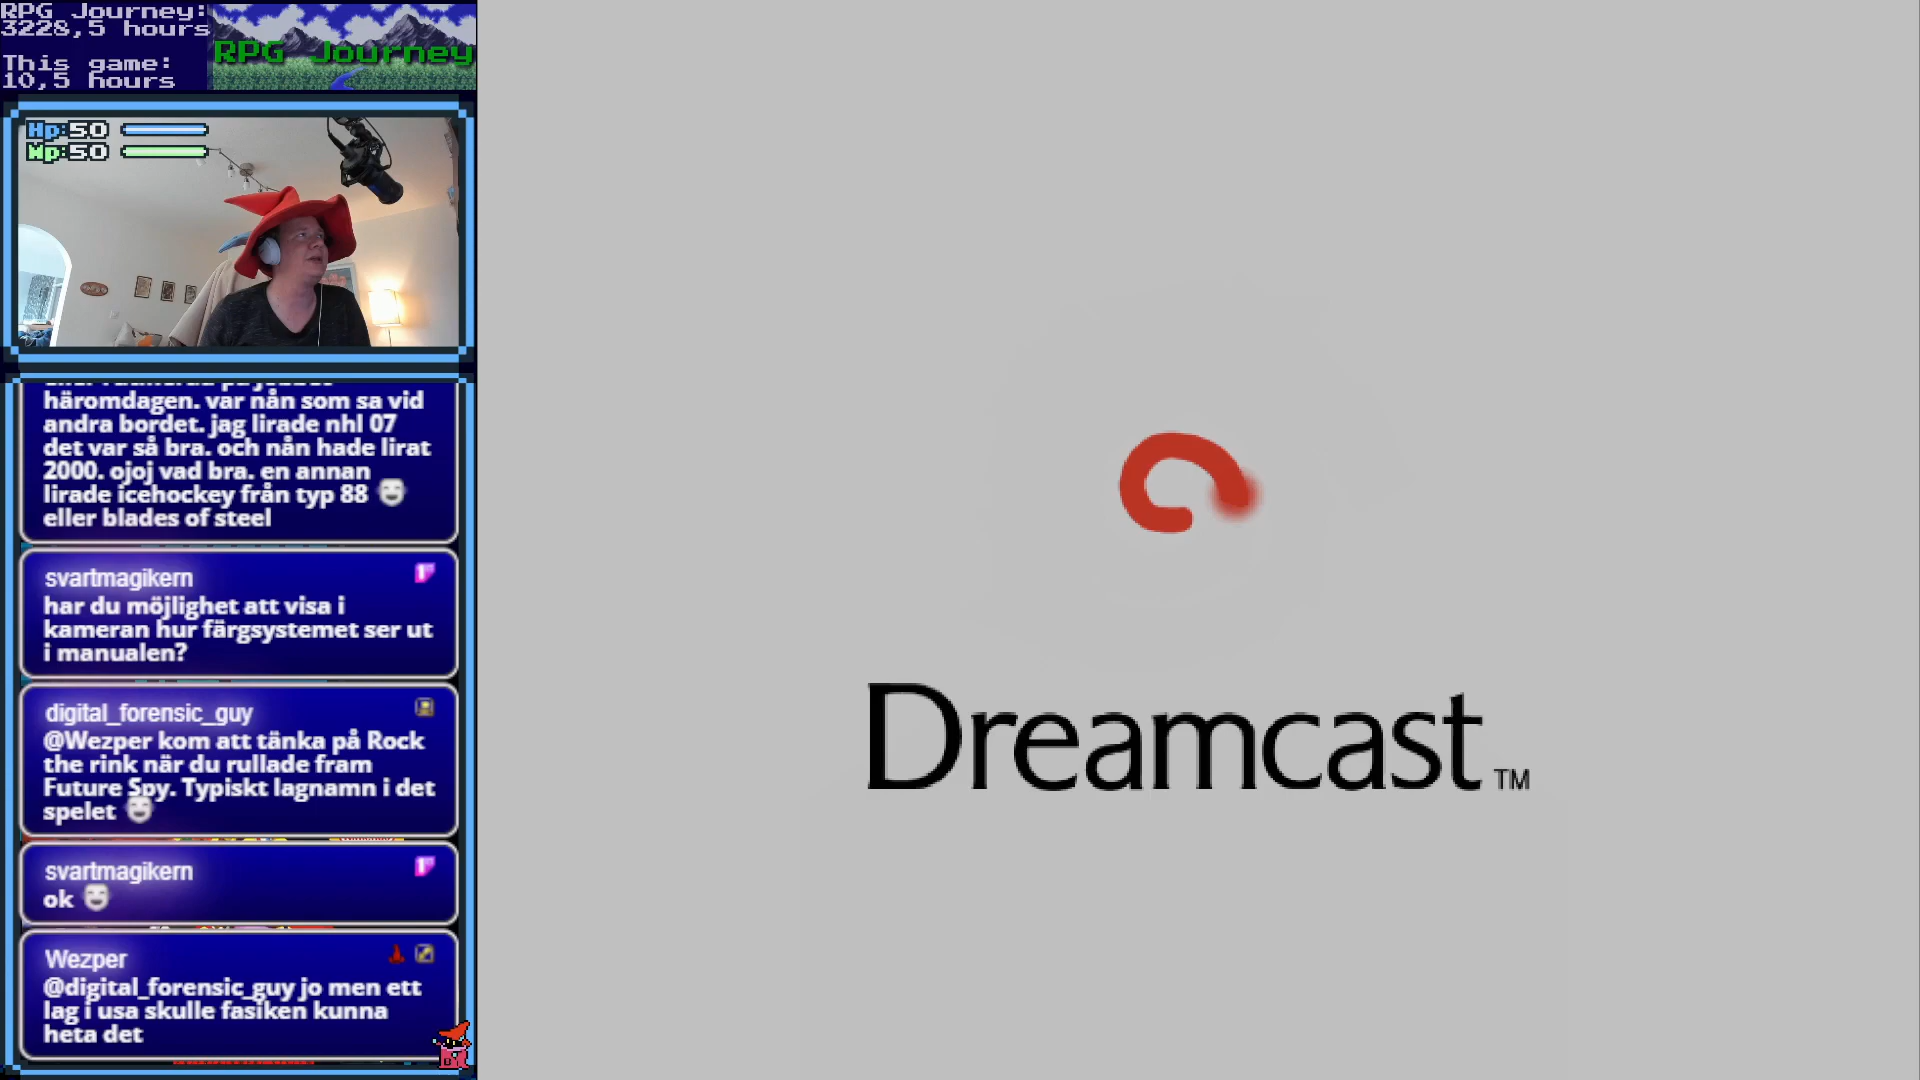 RPG Journey:
3228,5 hours
This game:
10,5 hours
RPG Journey
Hp:50
Mp:50
häromdagen. var nån som sa vid
andra bordet. jag lirade nhl 07
det var så bra. och nån hade lirat
2000. ojoj vad bra. en annan
lirade icehockey från typ 88
eller blades of steel
svartmagikern
har du möjlighet att visa i
kameran hur färgsystemet ser ut
i manualen?
digital_forensic_guy
@Wezper kom att tänka på Rock
the rink när du rullade fram
Future Spy. Typiskt lagnamn i det
spelet
svartmagikern
ok
Wezper
@digital_forensic_guy jo men ett
lag i usa skulle fasiken kunna
heta det
Dreamcast TM